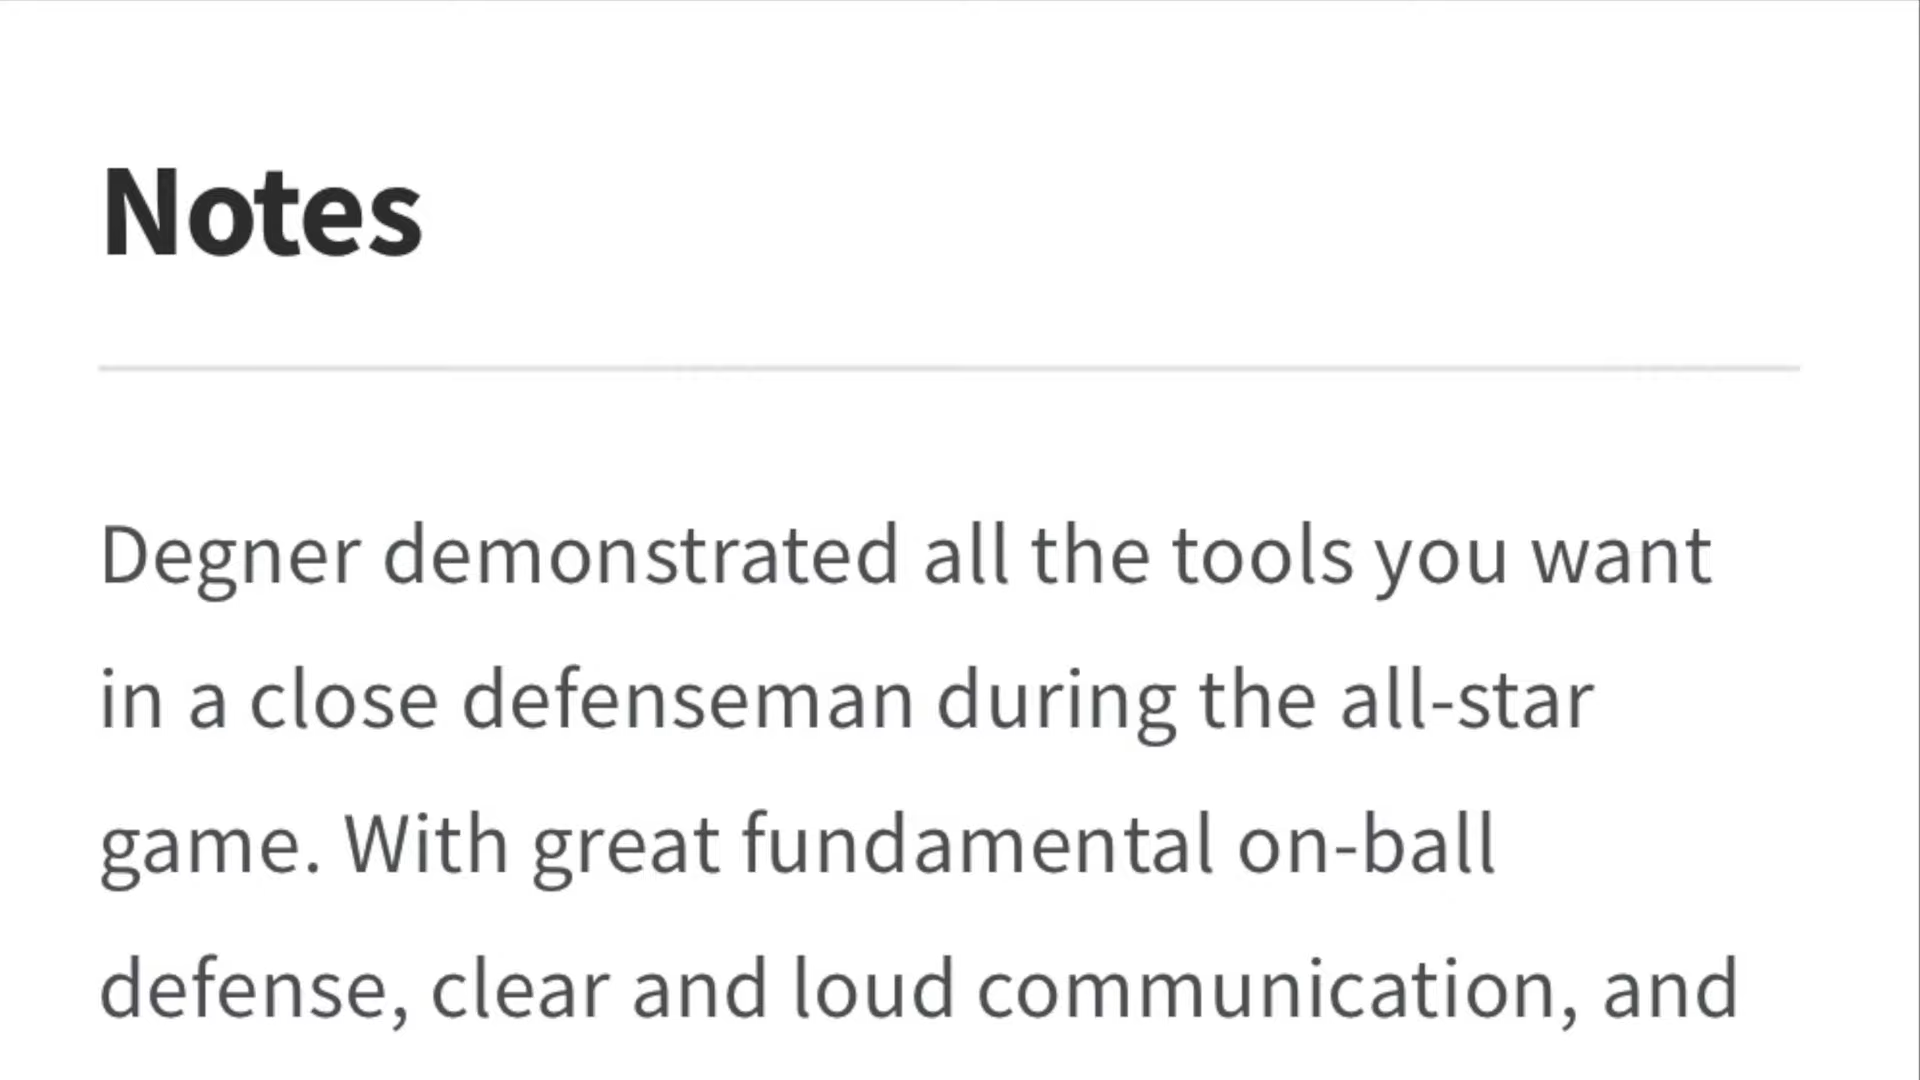 Notes
Degner demonstrated all the tools you want
in a close defenseman during the all-star
game. With great fundamental on-ball
defense, clear and loud communication, and